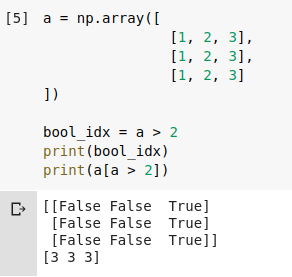 [5] a = np.array([
[1, 2, 3],
[1, 2, 3],
[1, 2, 3]
])
bool_idx = a > 2
print(bool_idx)
print(a[a > 2])
[[False False  True]
[False False  True]
[False False  True]]
[3 3 3]